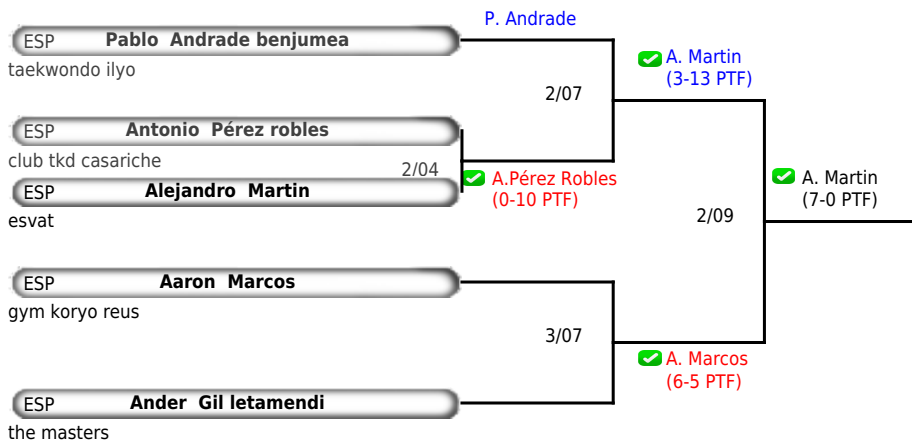 P. Andrade
ESP Pablo Andrade benjumea
taekwondo ilyo
A. Martin
(3-13 PTF)
2/07
ESP Antonio Pérez robles
club tkd casariche
2/04
A.Pérez Robles
(0-10 PTF)
ESP Alejandro Martin
esvat
A. Martin
(7-0 PTF)
2/09
ESP Aaron Marcos
gym koryo reus
3/07
A. Marcos
(6-5 PTF)
ESP Ander Gil letamendi
the masters